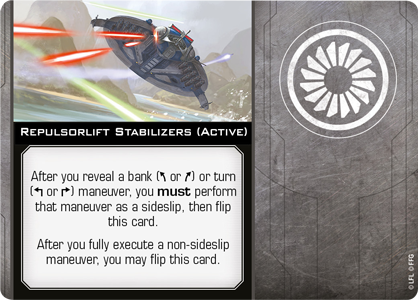 Repulsorlift Stabilizers (Active)
After you reveal a bank (↖ or ↗) or turn
(↰ or ↱) maneuver, you must perform
that maneuver as a sideslip, then flip
this card.
After you fully execute a non-sideslip
maneuver, you may flip this card.
©LFL ©FFG